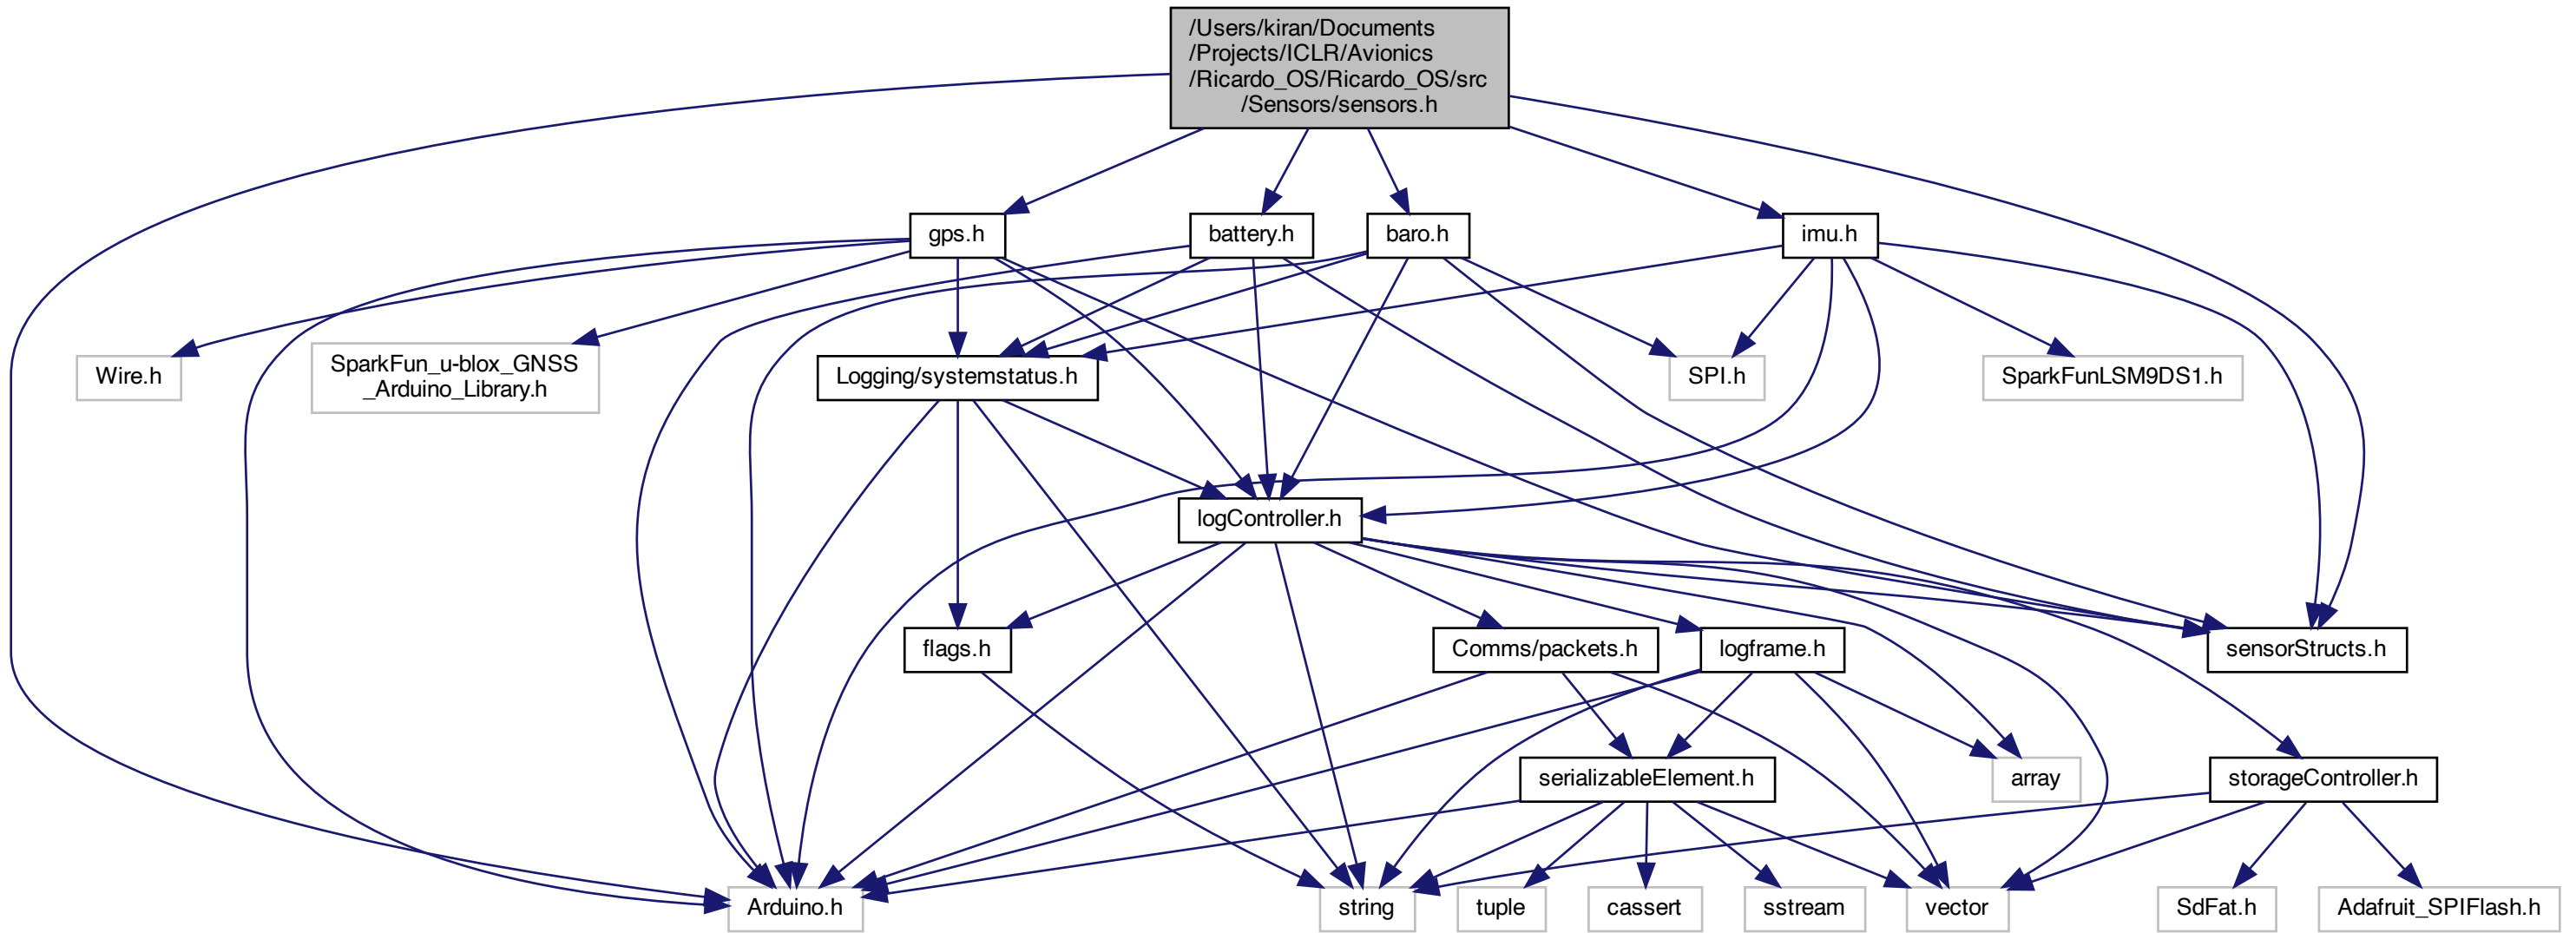 /Users/kiran/Documents
/Projects/ICLR/Avionics
/Ricardo_OS/Ricardo_OS/src
/Sensors/sensors.h
gps.h
battery.h
baro.h
imu.h
Wire.h
SparkFun_u-blox_GNSS
_Arduino_Library.h
Logging/systemstatus.h
SPI.h
SparkFunLSM9DS1.h
logController.h
flags.h
Comms/packets.h
logframe.h
sensorStructs.h
serializableElement.h
array
storageController.h
Arduino.h
string
tuple
cassert
sstream
vector
SdFat.h
Adafruit_SPIFlash.h